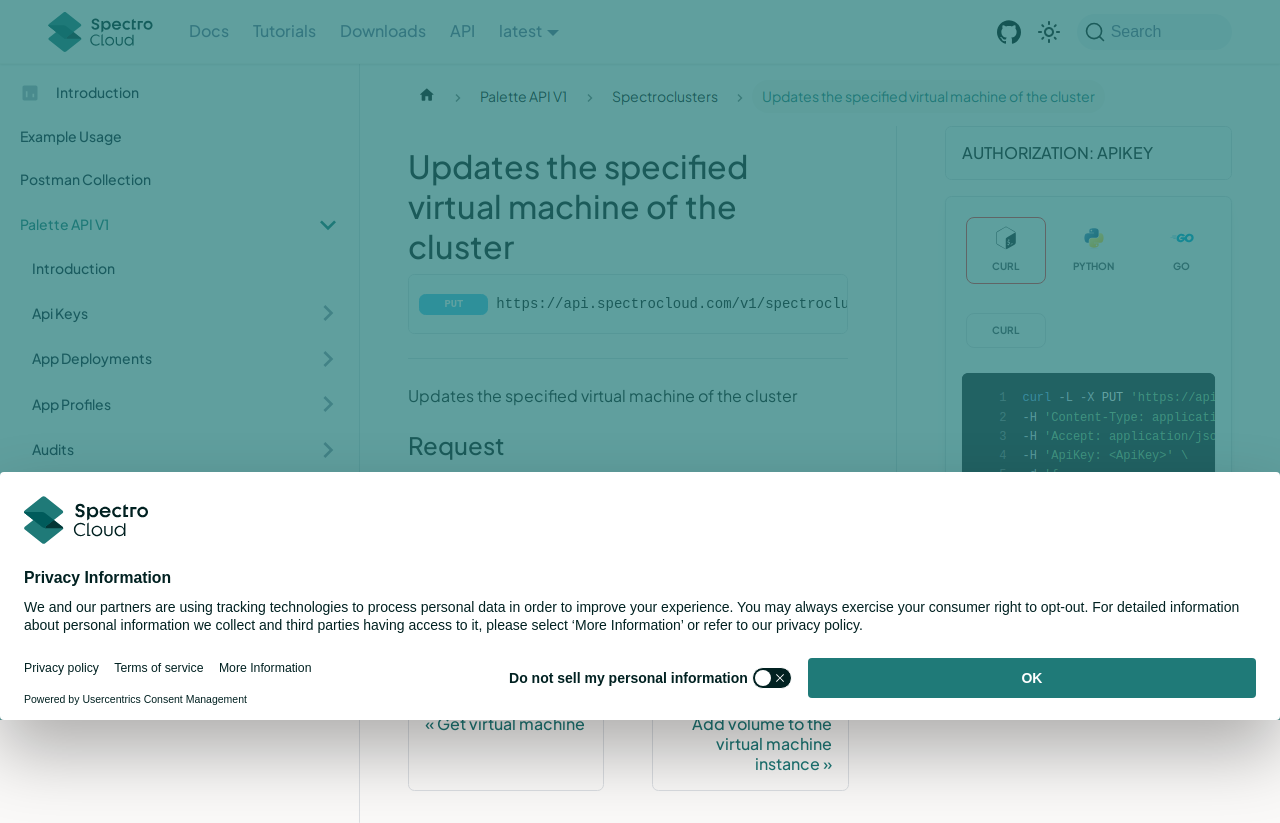 Spectro Cloud
Docs
Tutorials
Downloads
API
latest
Search
Introduction
Example Usage
Postman Collection
Palette API V1
Introduction
Api Keys
App Deployments
App Profiles
Audits
Palette API V1
Spectroclusters
Updates the specified virtual machine of the cluster
Updates the specified
virtual machine of the
cluster
PUT https://api.spectrocloud.com/v1/spectroclu
Updates the specified virtual machine of the cluster
Request
AUTHORIZATION: APIKEY
CURL
PYTHON
GO
CURL
1 curl -L -X PUT 'https://api
2 -H 'Content-Type: applicati
3 -H 'Accept: application/jso
4 -H 'ApiKey: <ApiKey>' \
Spectro
Cloud
Privacy Information
We and our partners are using tracking technologies to process personal data in order to improve your experience. You may always exercise your consumer right to opt-out. For detailed information
about personal information we collect and third parties having access to it, please select ‘More Information’ or refer to our privacy policy.
Privacy policy
Terms of service
More Information
Powered by Usercentrics Consent Management
Do not sell my personal information
OK
« Get virtual machine
Add volume to the
virtual machine
instance »